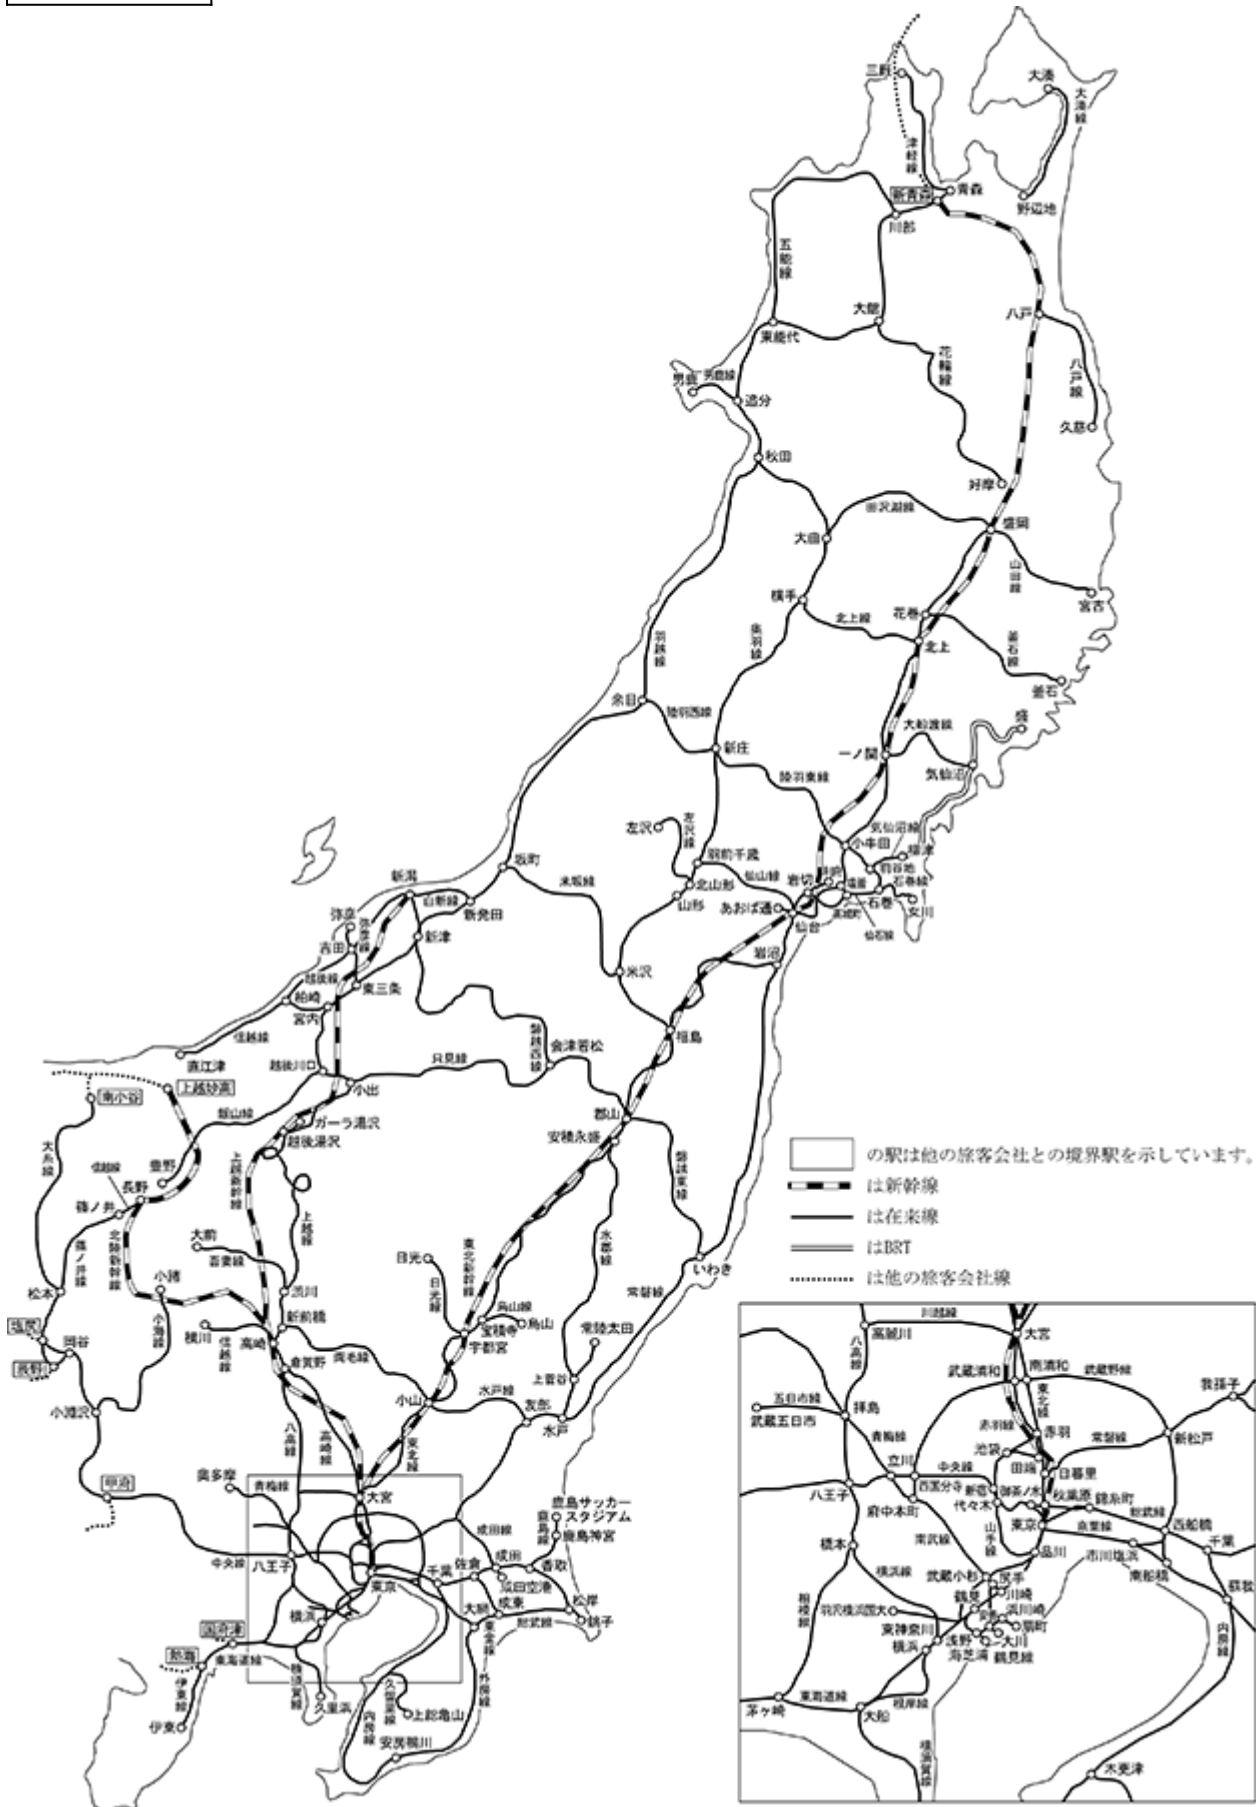 三厩
大湊
大湊線
津軽線
新青森
青森
野辺地
川部
五能線
大館
八戸
東能代
花輪線
八戸線
男鹿
男鹿線
追分
久慈
秋田
好摩
田沢湖線
盛岡
大曲
山田線
宮古
横手
花巻
北上線
北上
釜石線
奥羽線
羽越線
釜石
余目
陸羽西線
盛
大船渡線
新庄
一ノ関
気仙沼
陸羽東線
左沢
左沢線
気仙沼線
小牛田
羽前千歳
前谷地
坂町
仙山線
岩切
石巻線
新潟
米坂線
北山形
石巻
白新線
山形
あおば通
高城町
女川
弥彦
新発田
仙台
弥彦線
吉田
新津
仙石線
岩沼
越後線
米沢
柏崎
東三条
宮内
信越線
磐越西線
福島
会津若松
直江津
越後川口
只見線
上越妙高
小出
南小谷
飯山線
郡山
ガーラ湯沢
安積永盛
越後湯沢
大糸線
信越線
豊野
上越新幹線
磐越東線
長野
篠ノ井
上越線
北陸新幹線
大前
水郡線
篠ノ井線
吾妻線
日光
東北新幹線
いわき
小諸
日光線
常磐線
松本
渋川
烏山線
小海線
新前橋
宝積寺
烏山
塩尻
横川
高崎
宇都宮
常陸太田
岡谷
信越線
倉賀野
両毛線
辰野
上菅谷
小山
水戸線
小淵沢
友部
水戸
八高線
高崎線
東北線
奥多摩
甲府
青梅線
大宮
鹿島サッカー
スタジアム
鹿島線
成田線
鹿島神宮
中央線
八王子
佐倉
成田
香取
千葉
成田空港
東京
大網
成東
松岸
横浜
総武線
銚子
国府津
東金線
東海道線
熱海
横須賀線
外房線
伊東線
久里浜
久留里線
内房線
上総亀山
伊東
安房鴨川
の駅は他の旅客会社との境界駅を示しています。
は新幹線
は在来線
はBRT
は他の旅客会社線
川越線
高麗川
大宮
八高線
武蔵浦和
南浦和
武蔵野線
五日市線
東北線
我孫子
武蔵五日市
拝島
赤羽線
赤羽
青梅線
池袋
常磐線
新松戸
立川
中央線
田端
日暮里
西国分寺
新宿
御茶ノ水
八王子
代々木
秋葉原
錦糸町
府中本町
総武線
東京
西船橋
山手線
京葉線
橋本
南武線
品川
市川塩浜
千葉
横浜線
武蔵小杉
尻手
南船橋
蘇我
相模線
鶴見
川崎
羽沢横浜国大
浜川崎
東神奈川
扇町
内房線
横浜
浅野
大川
海芝浦
鶴見線
東海道線
根岸線
茅ヶ崎
大船
横須賀線
木更津